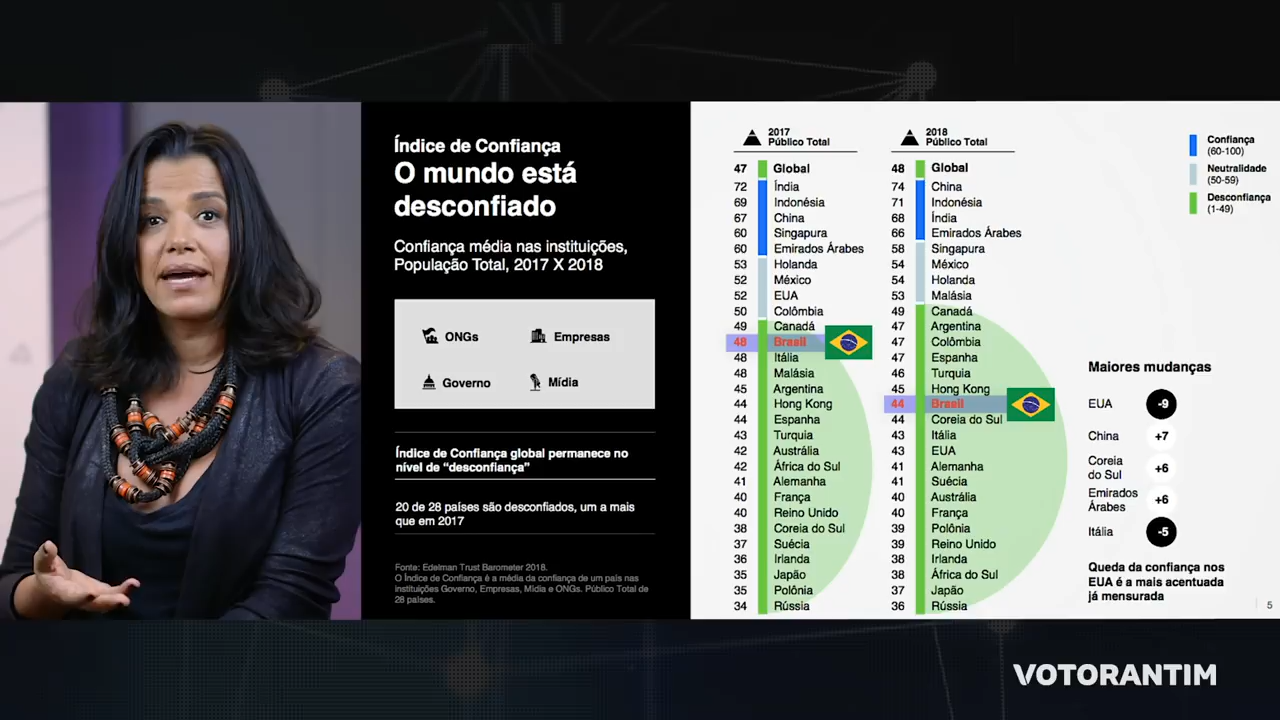 Índice de Confiança
O mundo está
desconfiado
Confiança média nas instituições,
População Total, 2017 X 2018
ONGs
Empresas
Governo
Mídia
Índice de Confiança global permanece no
nível de “desconfiança”
20 de 28 países são desconfiados, um a mais
que em 2017
Fonte: Edelman Trust Barometer 2018.
O Índice de Confiança é a média da confiança de um país nas
instituições Governo, Empresas, Mídia e ONGs. Público Total de
28 países.
2017
Público Total
47 Global
72 Índia
69 Indonésia
67 China
60 Singapura
60 Emirados Árabes
53 Holanda
52 México
52 EUA
50 Colômbia
49 Canadá
48 Brasil
48 Itália
48 Malásia
45 Argentina
44 Hong Kong
44 Espanha
43 Turquia
42 Austrália
42 África do Sul
41 Alemanha
40 França
40 Reino Unido
38 Coreia do Sul
37 Suécia
36 Irlanda
35 Japão
35 Polônia
34 Rússia
2018
Público Total
48 Global
74 China
71 Indonésia
68 Índia
66 Emirados Árabes
58 Singapura
54 México
54 Holanda
53 Malásia
49 Canadá
47 Argentina
47 Colômbia
47 Espanha
46 Turquia
45 Hong Kong
44 Brasil
44 Coreia do Sul
43 Itália
43 EUA
41 Alemanha
41 Suécia
40 Austrália
40 França
39 Polônia
39 Reino Unido
38 Irlanda
38 África do Sul
37 Japão
36 Rússia
Confiança
(60-100)
Neutralidade
(50-59)
Desconfiança
(1-49)
Maiores mudanças
EUA -9
China +7
Coreia
do Sul +6
Emirados
Árabes +6
Itália -5
Queda da confiança nos
EUA é a mais acentuada
já mensurada
5
VOTORANTIM